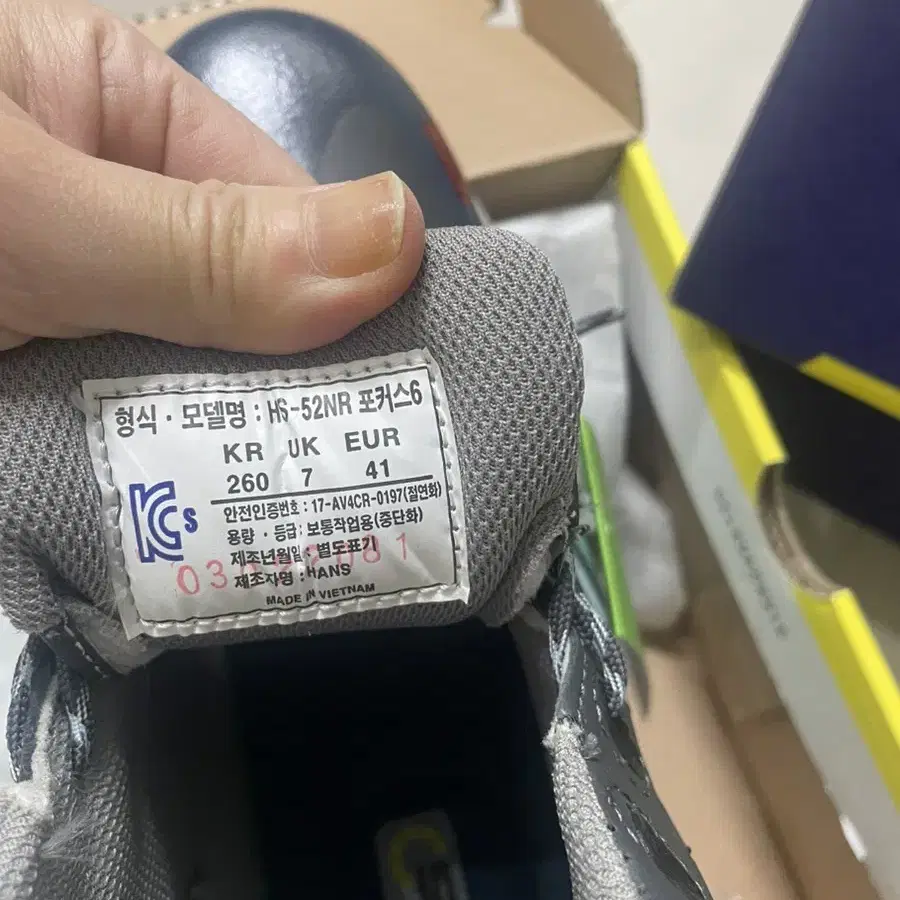 형식 · 모델명 : HS-52NR 포커스6
KR UK EUR
260 7 41
안전인증번호 : 17-AV4CR-0197(절연화)
용량 · 등급 : 보통작업용(중단화)
제조년월일 : 별도표기
제조자명 : HANS
MADE IN VIETNAM